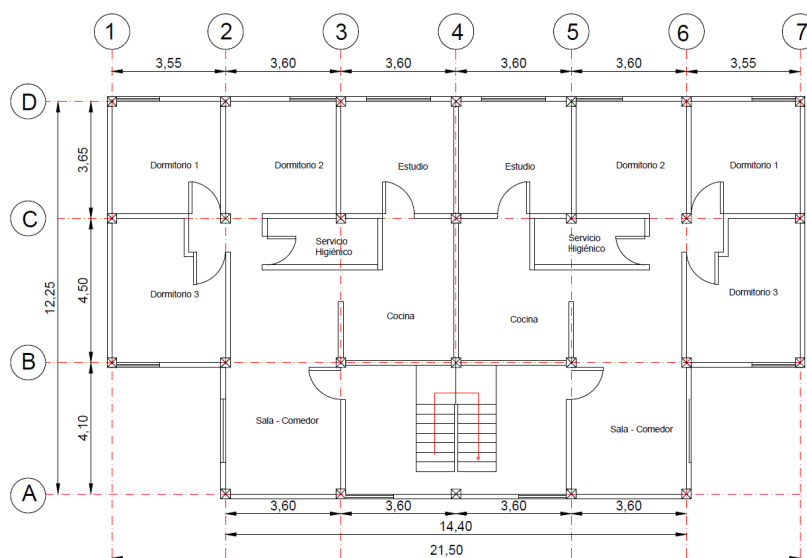 1 2 3 4 5 6 7
3,55 3,60 3,60 3,60 3,60 3,55
D
3,65
Dormitorio 1 Dormitorio 2 Estudio Estudio Dormitorio 2 Dormitorio 1
C
Servicio
Higiénico
Servicio
Higiénico
12,25
4,50
Dormitorio 3 Dormitorio 3
Cocina Cocina
B
4,10
Sala - Comedor Sala - Comedor
A
3,60 3,60 3,60 3,60
14,40
21,50